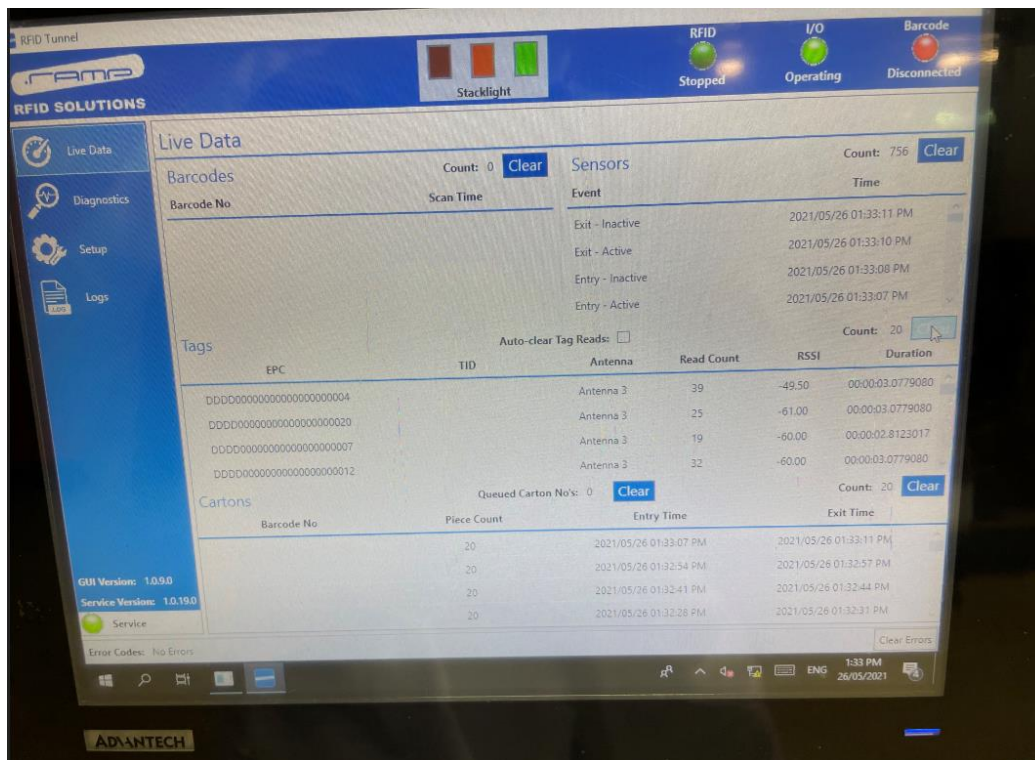 RFID Tunnel
ramp
RFID SOLUTIONS
Stacklight
RFID
Stopped
I/O
Operating
Barcode
Disconnected
Live Data
Diagnostics
Setup
Logs
LOG
Live Data
Barcodes Count: 0 Clear
Barcode No Scan Time
Sensors Count: 756 Clear
Event Time
Exit - Inactive 2021/05/26 01:33:11 PM
Exit - Active 2021/05/26 01:33:10 PM
Entry - Inactive 2021/05/26 01:33:08 PM
Entry - Active 2021/05/26 01:33:07 PM
Tags Auto-clear Tag Reads: Count: 20
EPC TID Antenna Read Count RSSI Duration
DDDD00000000000000000004 Antenna 3 39 -49.50 00:00:03.0779080
DDDD00000000000000000020 Antenna 3 25 -61.00 00:00:03.0779080
DDDD00000000000000000007 Antenna 3 19 -60.00 00:00:02.8123017
DDDD00000000000000000012 Antenna 3 32 -60.00 00:00:03.0779080
Cartons Queued Carton No's: 0 Clear Count: 20 Clear
Barcode No Piece Count Entry Time Exit Time
20 2021/05/26 01:33:07 PM 2021/05/26 01:33:11 PM
20 2021/05/26 01:32:54 PM 2021/05/26 01:32:57 PM
20 2021/05/26 01:32:41 PM 2021/05/26 01:32:44 PM
20 2021/05/26 01:32:28 PM 2021/05/26 01:32:31 PM
GUI Version: 1.0.9.0
Service Version: 1.0.19.0
Service
Error Codes: No Errors Clear Errors
ENG 1:33 PM
26/05/2021
4
ADVANTECH